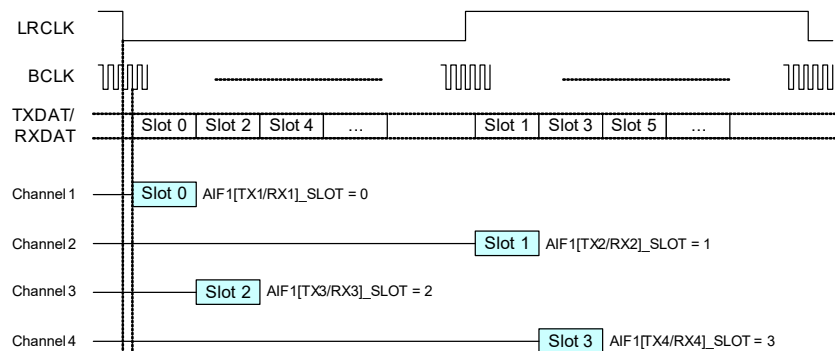 LRCLK
BCLK
TXDAT/
RXDAT
Slot 0 Slot 2 Slot 4 ... Slot 1 Slot 3 Slot 5 ...
Channel 1 Slot 0 AIF1[TX1/RX1]_SLOT = 0
Channel 2 Slot 1 AIF1[TX2/RX2]_SLOT = 1
Channel 3 Slot 2 AIF1[TX3/RX3]_SLOT = 2
Channel 4 Slot 3 AIF1[TX4/RX4]_SLOT = 3